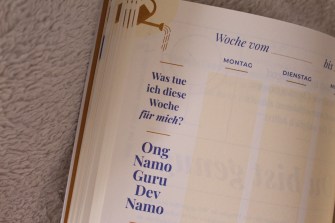 Woche vom bis
MONTAG DIENSTAG
Was tue
ich diese
Woche
für mich?
Ong
Namo
Guru
Dev
Namo